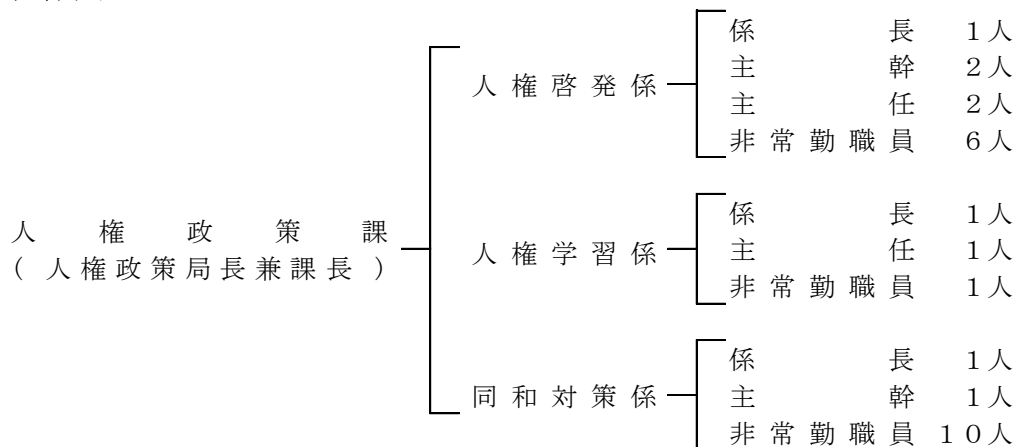 人権政策課
(人権政策局長兼課長)
人権啓発係
係長 1人
主幹 2人
主任 2人
非常勤職員 6人
人権学習係
係長 1人
主任 1人
非常勤職員 1人
同和対策係
係長 1人
主幹 1人
非常勤職員 10人